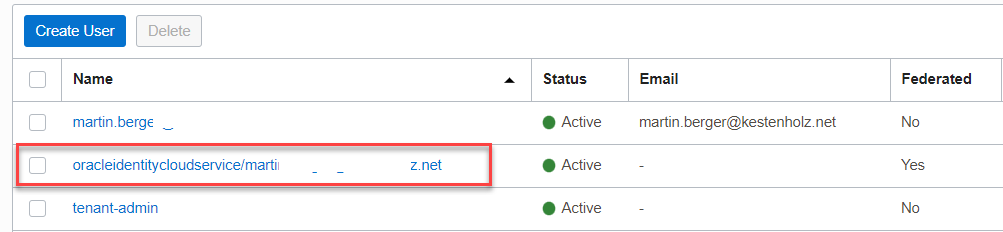 Create User Delete
Name Status Email Federated
martin.berge Active martin.berger@kestenholz.net No
oracleidentitycloudservice/marti z.net Active - Yes
tenant-admin Active - No